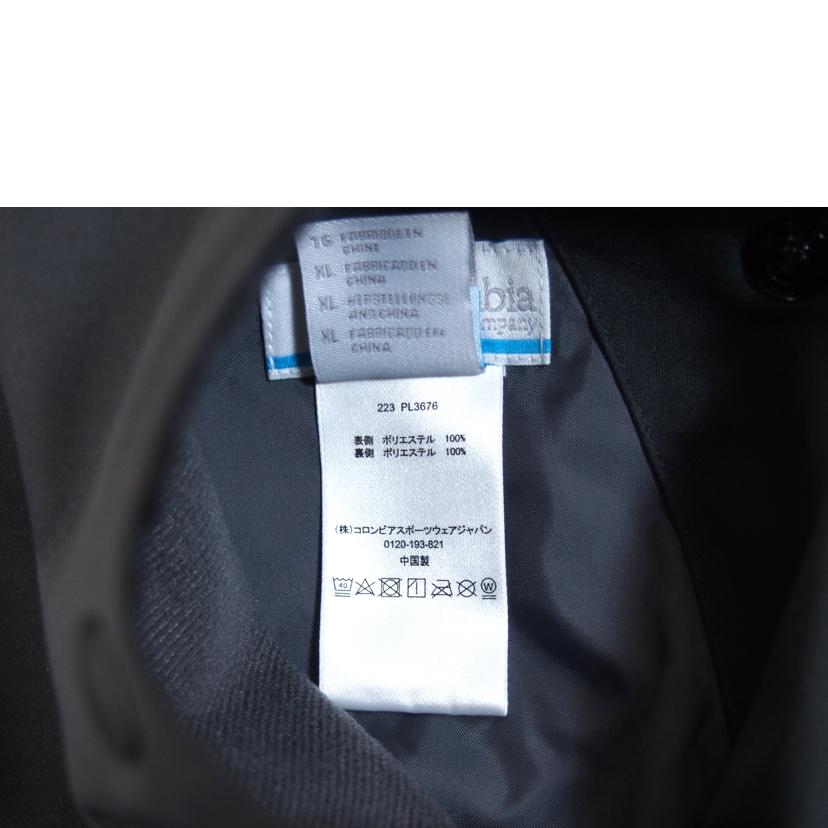 TG FABRIQUE EN
CHINE
XL FABRICADO EN
CHINA
XL HERSTELLUNGSL
AND CHINA
XL FABRICADO EM
CHINA
bia
mpany
223 PL3676
表側 ポリエステル 100%
裏側 ポリエステル 100%
(株)コロンビアスポーツウェアジャパン
0120-193-821
中国製
40
W